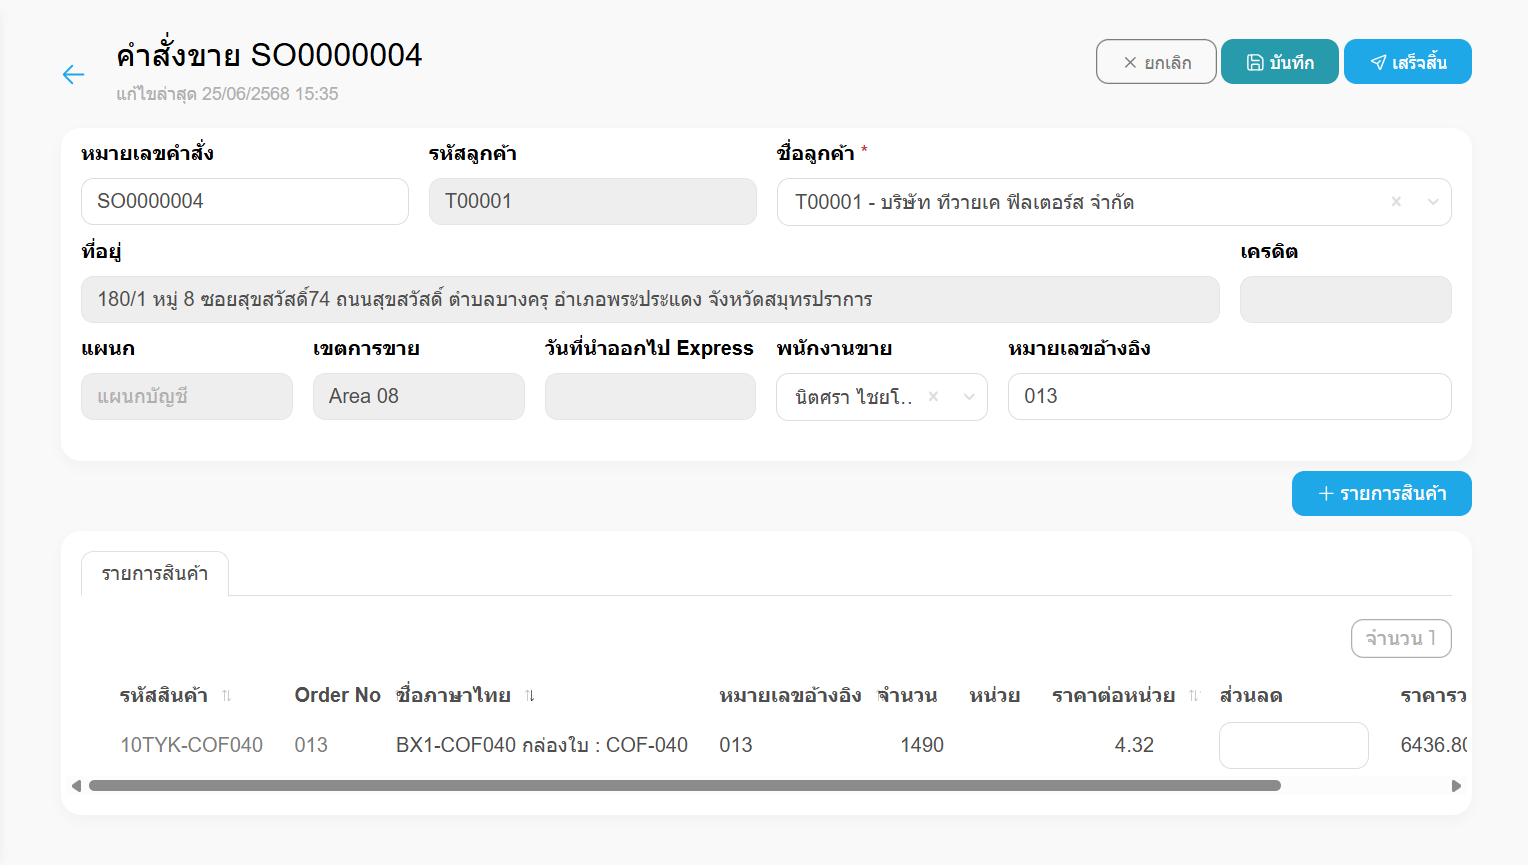 คำสั่งขาย SO0000004
แก้ไขล่าสุด 25/06/2568 15:35
ยกเลิก
บันทึก
เสร็จสิ้น
หมายเลขคำสั่ง
รหัสลูกค้า
ชื่อลูกค้า *
SO0000004
T00001
T00001 - บริษัท ทีวายเค ฟิลเตอร์ส จำกัด
ที่อยู่
เครดิต
180/1 หมู่ 8 ซอยสุขสวัสดิ์74 ถนนสุขสวัสดิ์ ตำบลบางครุ อำเภอพระประแดง จังหวัดสมุทรปราการ
แผนก
เขตการขาย
วันที่นำออกไป Express
พนักงานขาย
หมายเลขอ้างอิง
แผนกบัญชี
Area 08
นิตศรา ไชยโ..
013
รายการสินค้า
รายการสินค้า
จำนวน 1
รหัสสินค้า Order No ชื่อภาษาไทย หมายเลขอ้างอิง จำนวน หน่วย ราคาต่อหน่วย ส่วนลด ราคารว
10TYK-COF040 013 BX1-COF040 กล่องใบ : COF-040 013 1490 4.32 6436.80